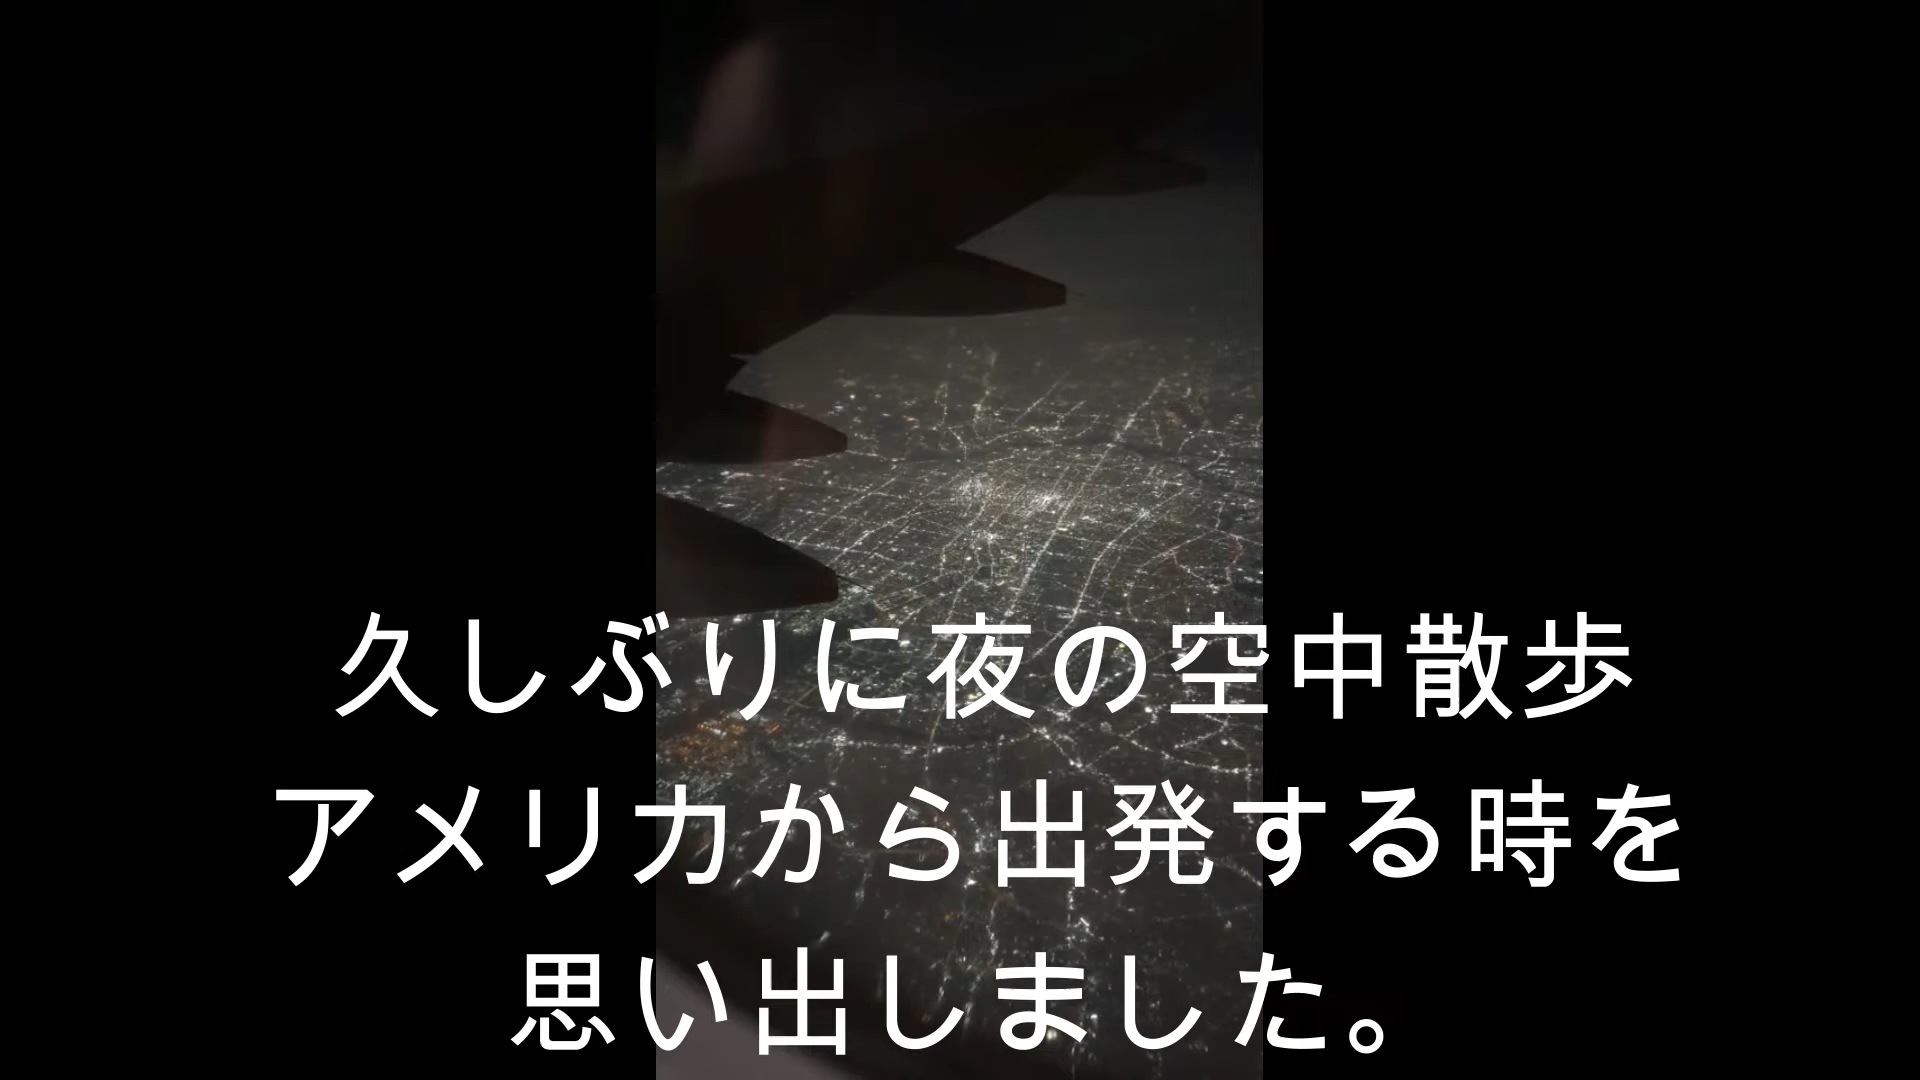 久しぶりに夜の空中散歩
アメリカから出発する時を
思い出しました。